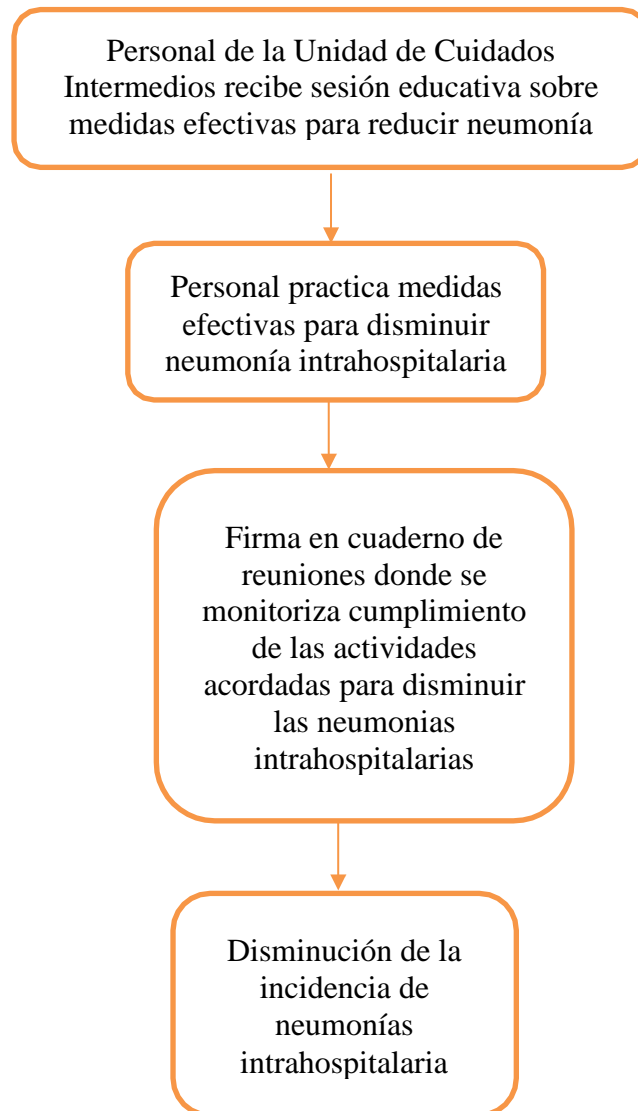 Personal de la Unidad de Cuidados
Intermedios recibe sesión educativa sobre
medidas efectivas para reducir neumonía
Personal practica medidas
efectivas para disminuir
neumonía intrahospitalaria
Firma en cuaderno de
reuniones donde se
monitoriza cumplimiento
de las actividades
acordadas para disminuir
las neumonias
intrahospitalarias
Disminución de la
incidencia de
neumonías
intrahospitalaria